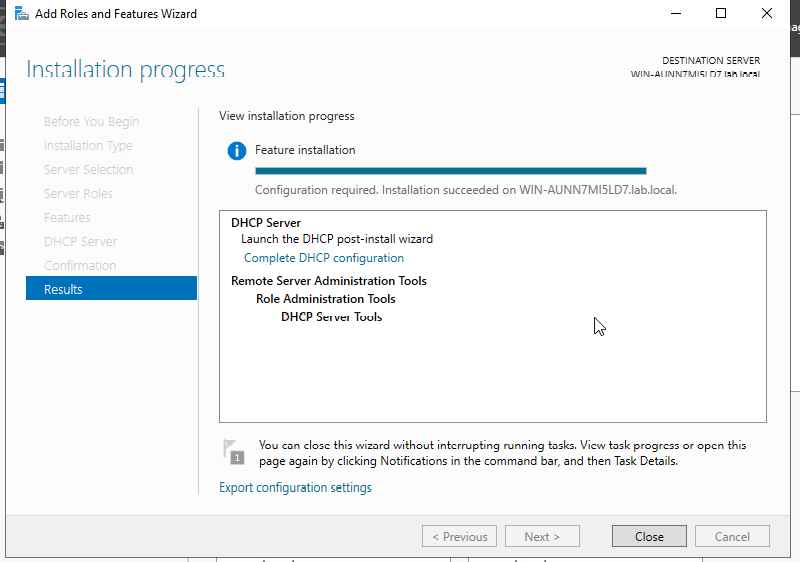 Add Roles and Features Wizard
Installation progress
DESTINATION SERVER
WIN-AUNN7MI5LD7.lab.local
Before You Begin
Installation Type
Server Selection
Server Roles
Features
DHCP Server
Confirmation
Results
View installation progress
Feature installation
Configuration required. Installation succeeded on WIN-AUNN7MI5LD7.lab.local.
DHCP Server
Launch the DHCP post-install wizard
Complete DHCP configuration
Remote Server Administration Tools
Role Administration Tools
DHCP Server Tools
1
You can close this wizard without interrupting running tasks. View task progress or open this
page again by clicking Notifications in the command bar, and then Task Details.
Export configuration settings
< Previous
Next >
Close
Cancel